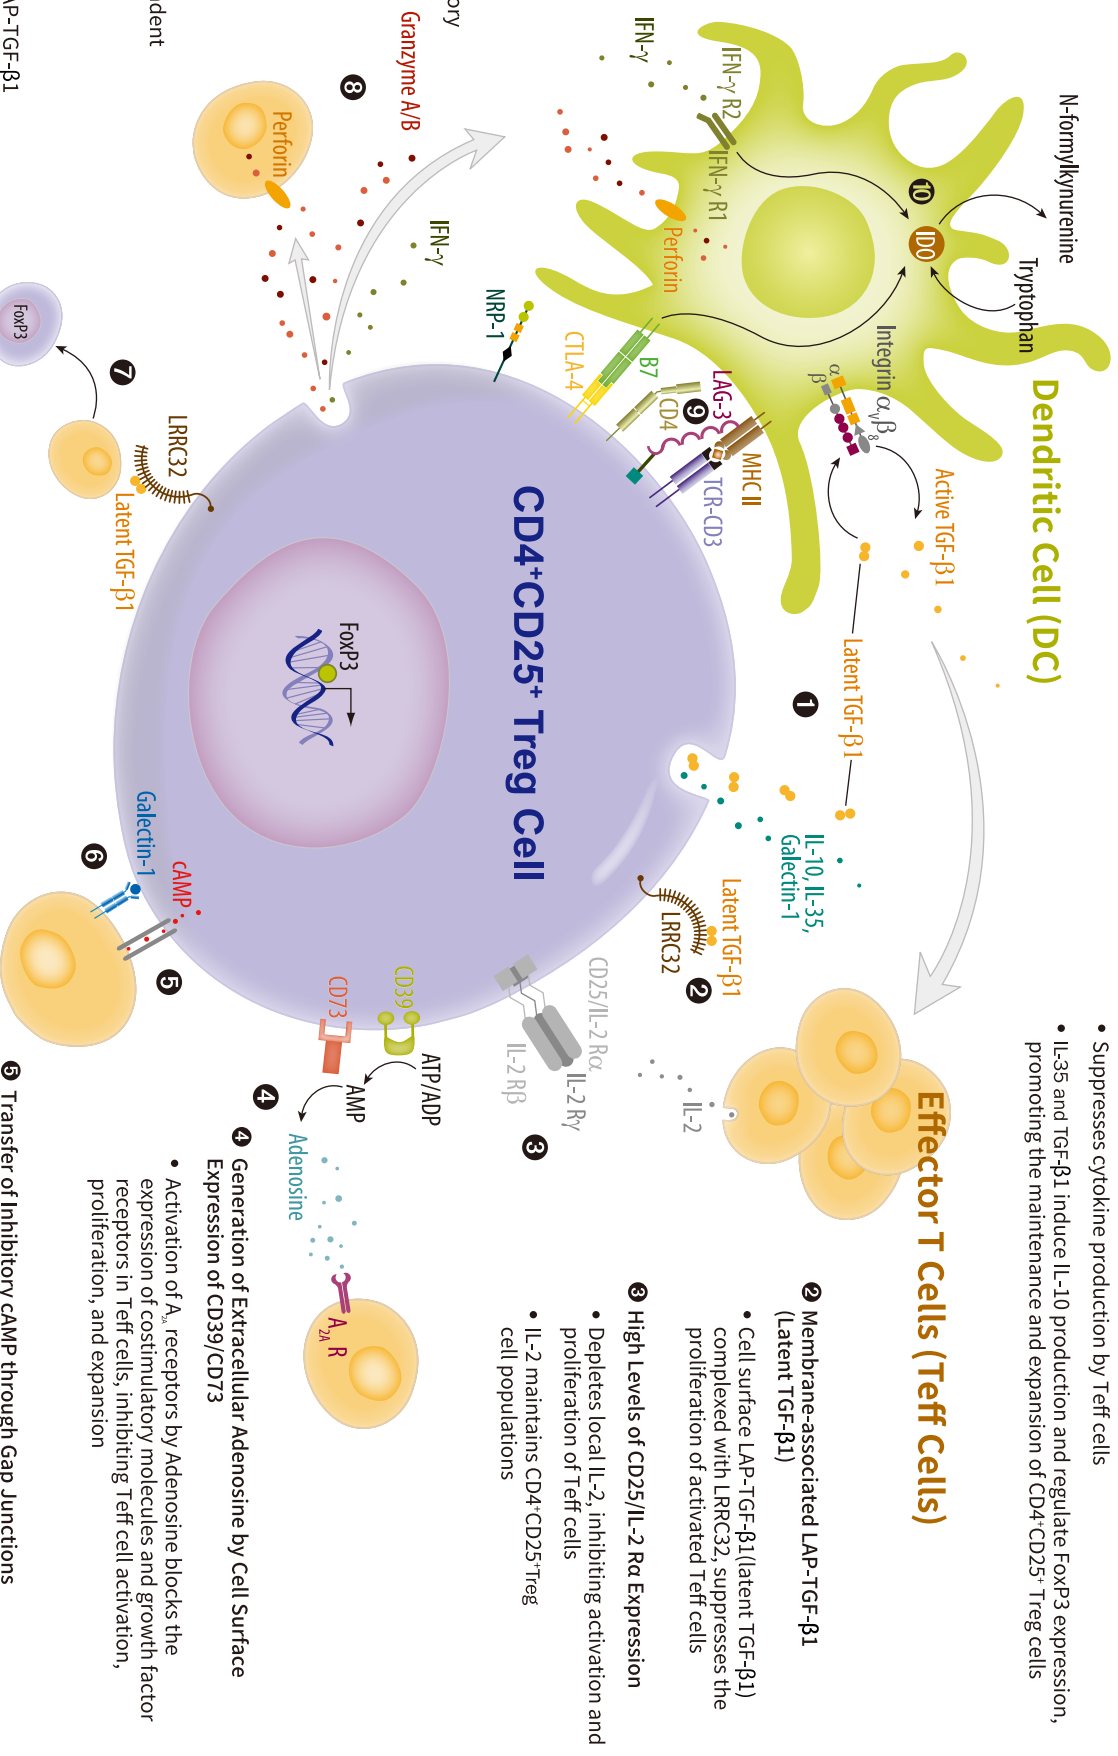 • Suppresses cytokine production by Teff cells
• IL-35 and TGF-β1 induce IL-10 production and regulate FoxP3 expression,
promoting the maintenance and expansion of CD4⁺CD25⁺ Treg cells
Dendritic Cell (DC)
N-formylkynurenine
Tryptophan
10
IDO
IFN-γ
IFN-γ R2
IFN-γ R1
Perforin
Integrin αᵥβ₈
α
β
Active TGF-β1
Latent TGF-β1
1
IL-10, IL-35,
Galectin-1
Effector T Cells (Teff Cells)
B7
CTLA-4
NRP-1
CD4
9
LAG-3
MHC II
TCR-CD3
Latent TGF-β1
LRRC32
2
2 Membrane-associated LAP-TGF-β1
(Latent TGF-β1)
• Cell surface LAP-TGF-β1(latent TGF-β1)
complexed with LRRC32, suppresses the
proliferation of activated Teff cells
IL-2
CD25/IL-2 Rα
IL-2 Rγ
IL-2 Rβ
3
3 High Levels of CD25/IL-2 Rα Expression
• Depletes local IL-2, inhibiting activation and
proliferation of Teff cells
• IL-2 maintains CD4⁺CD25⁺Treg
cell populations
CD4⁺CD25⁺ Treg Cell
FoxP3
ory
IFN-γ
Granzyme A/B
8
Perforin
CD39
CD73
ATP/ADP
AMP
Adenosine
4
A₂A R
4 Generation of Extracellular Adenosine by Cell Surface
Expression of CD39/CD73
• Activation of A₂A receptors by Adenosine blocks the
expression of costimulatory molecules and growth factor
receptors in Teff cells, inhibiting Teff cell activation,
proliferation, and expansion
dent
LRRC32
Latent TGF-β1
7
FoxP3
cAMP
5
Galectin-1
6
AP-TGF-β1
5 Transfer of Inhibitory cAMP through Gap Junctions